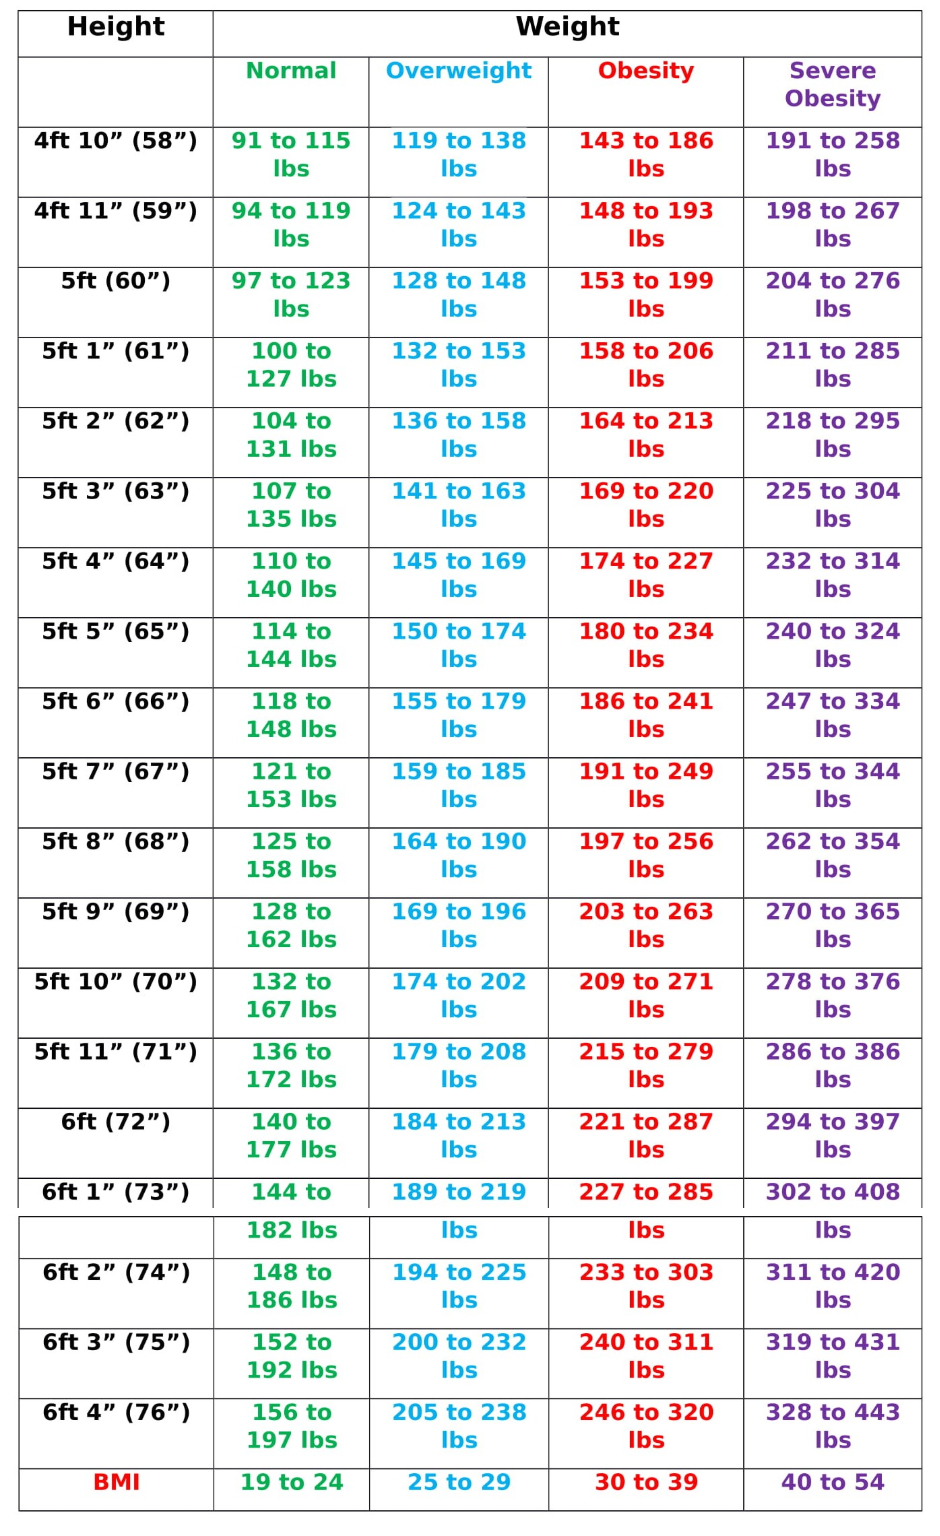 Height Weight
Normal Overweight Obesity Severe
Obesity
4ft 10” (58”) 91 to 115 119 to 138 143 to 186 191 to 258
lbs lbs lbs lbs
4ft 11” (59”) 94 to 119 124 to 143 148 to 193 198 to 267
lbs lbs lbs lbs
5ft (60”) 97 to 123 128 to 148 153 to 199 204 to 276
lbs lbs lbs lbs
5ft 1” (61”) 100 to 132 to 153 158 to 206 211 to 285
127 lbs lbs lbs lbs
5ft 2” (62”) 104 to 136 to 158 164 to 213 218 to 295
131 lbs lbs lbs lbs
5ft 3” (63”) 107 to 141 to 163 169 to 220 225 to 304
135 lbs lbs lbs lbs
5ft 4” (64”) 110 to 145 to 169 174 to 227 232 to 314
140 lbs lbs lbs lbs
5ft 5” (65”) 114 to 150 to 174 180 to 234 240 to 324
144 lbs lbs lbs lbs
5ft 6” (66”) 118 to 155 to 179 186 to 241 247 to 334
148 lbs lbs lbs lbs
5ft 7” (67”) 121 to 159 to 185 191 to 249 255 to 344
153 lbs lbs lbs lbs
5ft 8” (68”) 125 to 164 to 190 197 to 256 262 to 354
158 lbs lbs lbs lbs
5ft 9” (69”) 128 to 169 to 196 203 to 263 270 to 365
162 lbs lbs lbs lbs
5ft 10” (70”) 132 to 174 to 202 209 to 271 278 to 376
167 lbs lbs lbs lbs
5ft 11” (71”) 136 to 179 to 208 215 to 279 286 to 386
172 lbs lbs lbs lbs
6ft (72”) 140 to 184 to 213 221 to 287 294 to 397
177 lbs lbs lbs lbs
6ft 1” (73”) 144 to 189 to 219 227 to 285 302 to 408
182 lbs lbs lbs lbs
6ft 2” (74”) 148 to 194 to 225 233 to 303 311 to 420
186 lbs lbs lbs lbs
6ft 3” (75”) 152 to 200 to 232 240 to 311 319 to 431
192 lbs lbs lbs lbs
6ft 4” (76”) 156 to 205 to 238 246 to 320 328 to 443
197 lbs lbs lbs lbs
BMI 19 to 24 25 to 29 30 to 39 40 to 54